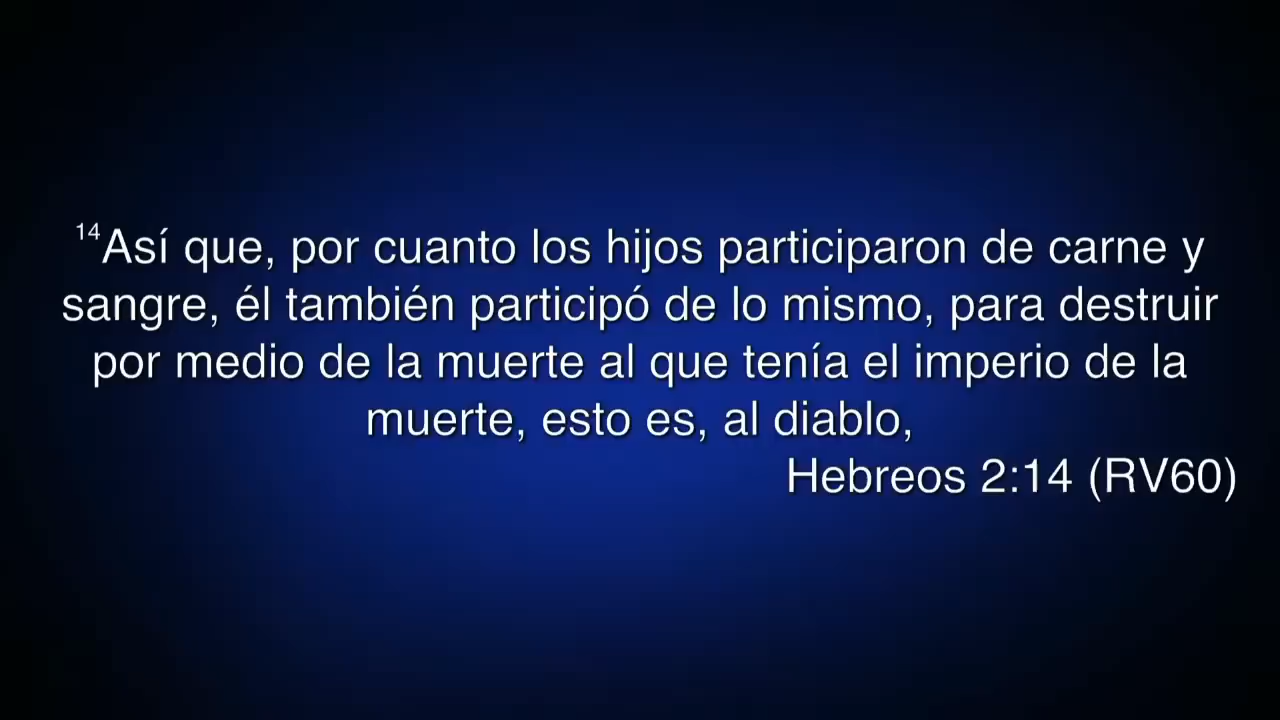 14Así que, por cuanto los hijos participaron de carne y
sangre, él también participó de lo mismo, para destruir
por medio de la muerte al que tenía el imperio de la
muerte, esto es, al diablo,
Hebreos 2:14 (RV60)